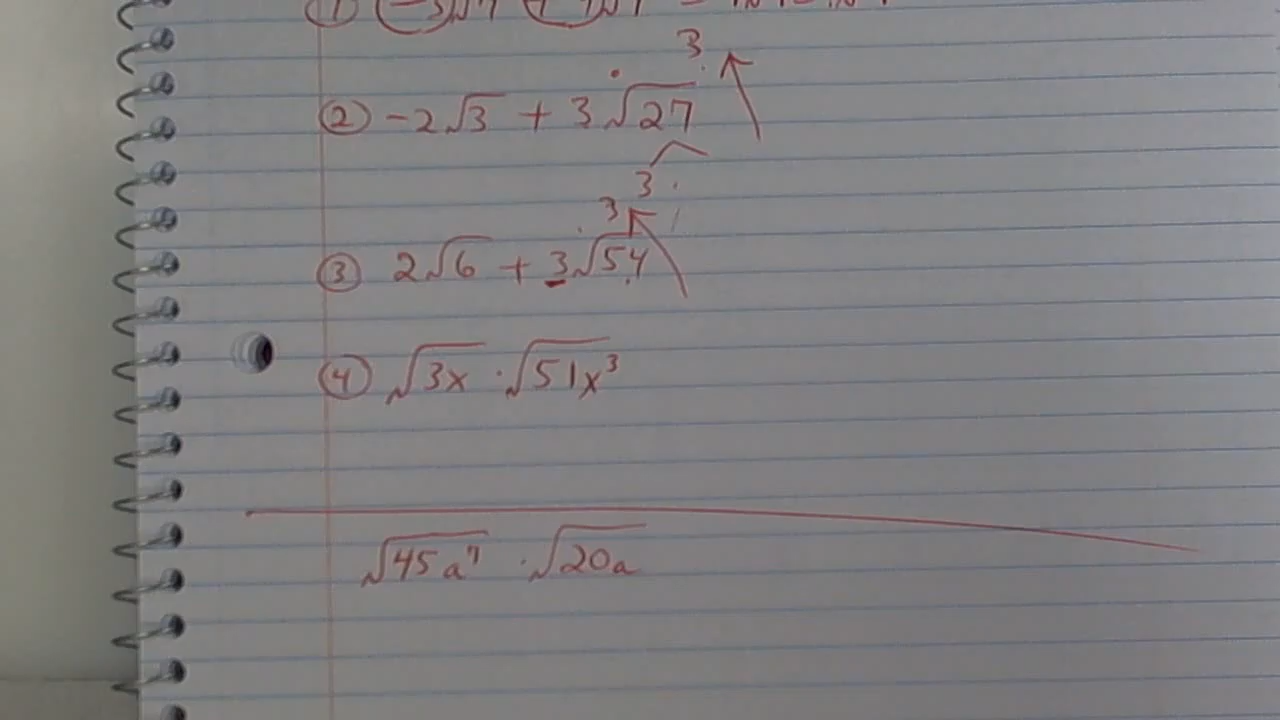 3
② -2√3 + 3√27
3
3
③ 2√6 + 3√54
④ √3x · √51x³
√45a⁷ · √20a